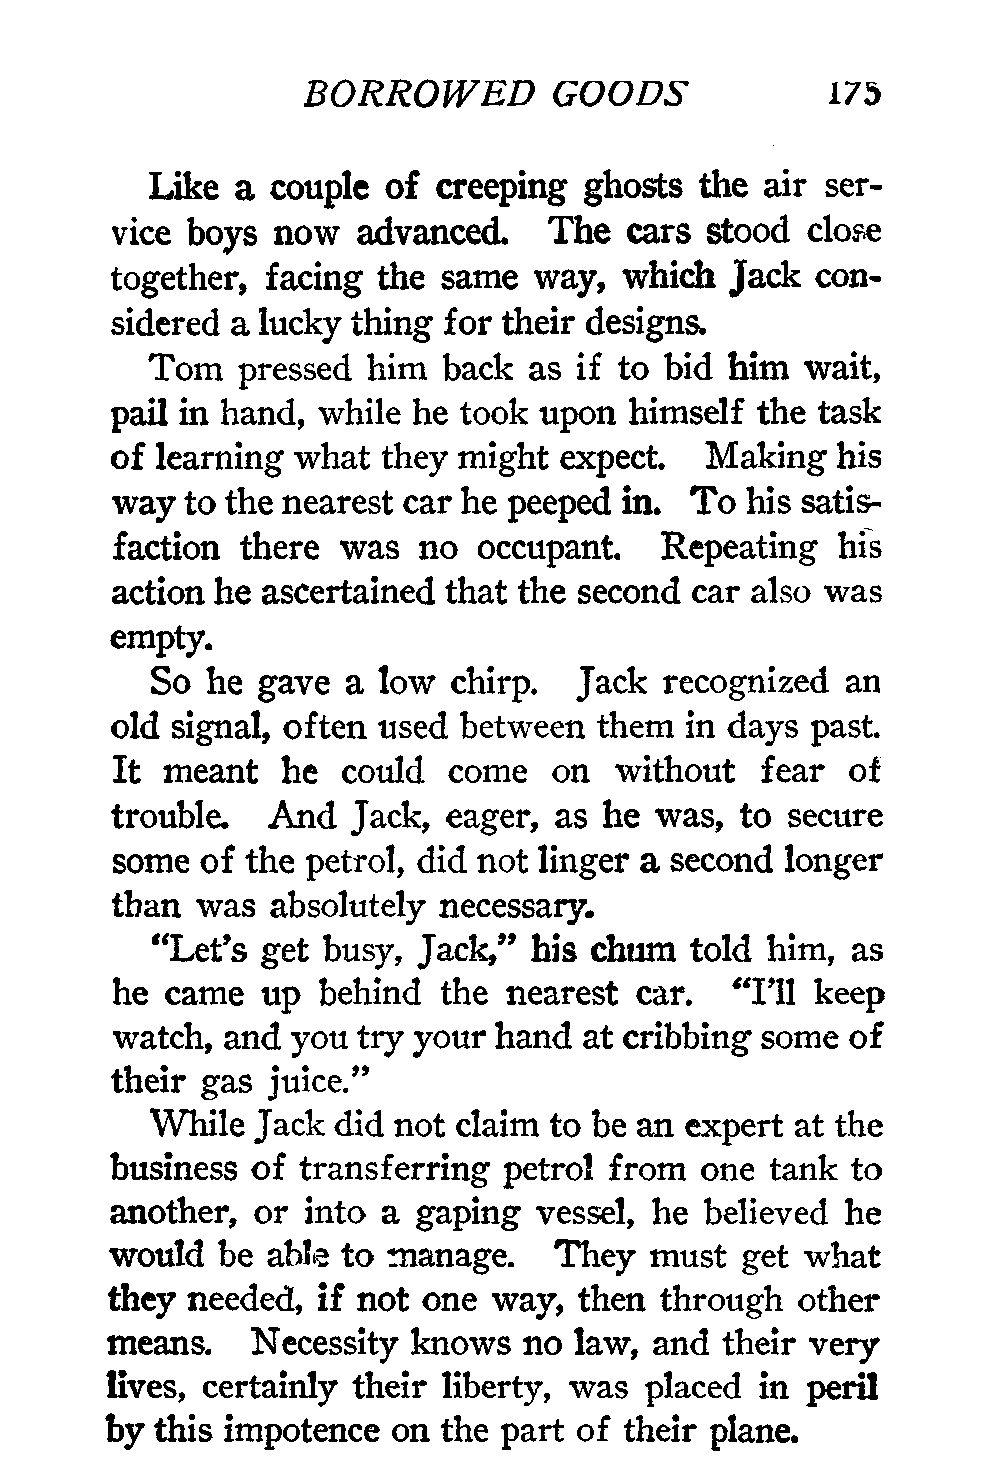 BORROWED GOODS 175
Like a couple of creeping ghosts the air ser-
vice boys now advanced. The cars stood close
together, facing the same way, which Jack con-
sidered a lucky thing for their designs.
Tom pressed him back as if to bid him wait,
pail in hand, while he took upon himself the task
of learning what they might expect. Making his
way to the nearest car he peeped in. To his satis-
faction there was no occupant. Repeating his
action he ascertained that the second car also was
empty.
So he gave a low chirp. Jack recognized an
old signal, often used between them in days past.
It meant he could come on without fear of
trouble. And Jack, eager, as he was, to secure
some of the petrol, did not linger a second longer
than was absolutely necessary.
“Let’s get busy, Jack,” his chum told him, as
he came up behind the nearest car. “I’ll keep
watch, and you try your hand at cribbing some of
their gas juice.”
While Jack did not claim to be an expert at the
business of transferring petrol from one tank to
another, or into a gaping vessel, he believed he
would be able to manage. They must get what
they needed, if not one way, then through other
means. Necessity knows no law, and their very
lives, certainly their liberty, was placed in peril
by this impotence on the part of their plane.